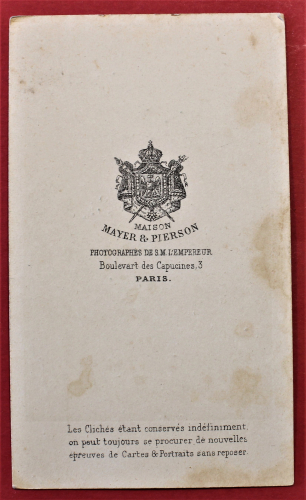 MAISON
MAYER & PIERSON
PHOTOGRAPHES DE S.M. L'EMPEREUR
Boulevart des Capucines, 3
PARIS.
Les Clichés étant conservés indéfiniment,
on peut toujours se procurer de nouvelles
épreuves de Cartes & Portraits sans reposer.